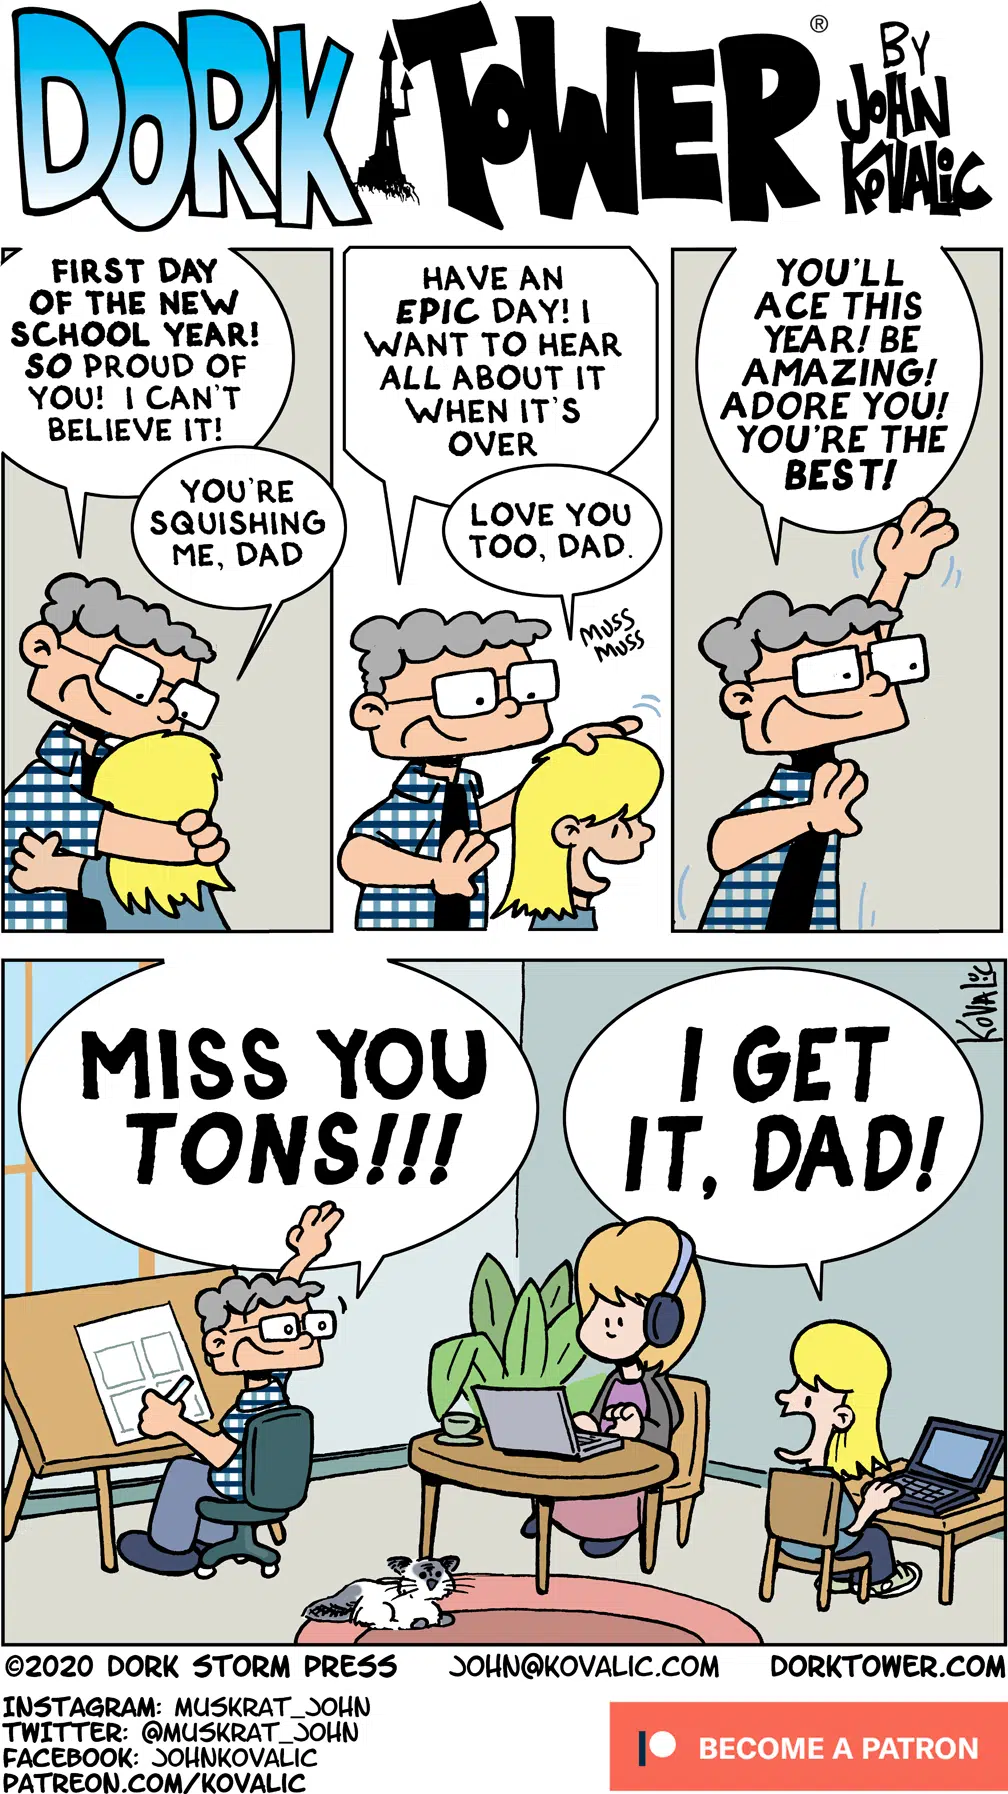 DORK TOWER ®
BY
JOHN
KOVALIC
FIRST DAY
OF THE NEW
SCHOOL YEAR!
SO PROUD OF
YOU! I CAN'T
BELIEVE IT!
YOU'RE
SQUISHING
ME, DAD
HAVE AN
EPIC DAY! I
WANT TO HEAR
ALL ABOUT IT
WHEN IT'S
OVER
LOVE YOU
TOO, DAD.
MUSS
MUSS
YOU'LL
ACE THIS
YEAR! BE
AMAZING!
ADORE YOU!
YOU'RE THE
BEST!
MISS YOU
TONS!!!
I GET
IT, DAD!
KOVALIC
©2020 DORK STORM PRESS JOHN@KOVALIC.COM DORKTOWER.COM
INSTAGRAM: MUSKRAT_JOHN
TWITTER: @MUSKRAT_JOHN
FACEBOOK: JOHNKOVALIC
PATREON.COM/KOVALIC
BECOME A PATRON